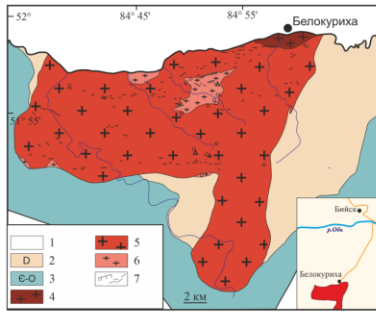 52°
84° 45'
84° 55'
Белокуриха
51° 55'
1
5
2
D
6
3
Є-О
7
4
2 км
Бийск
р.Обь
Белокуриха